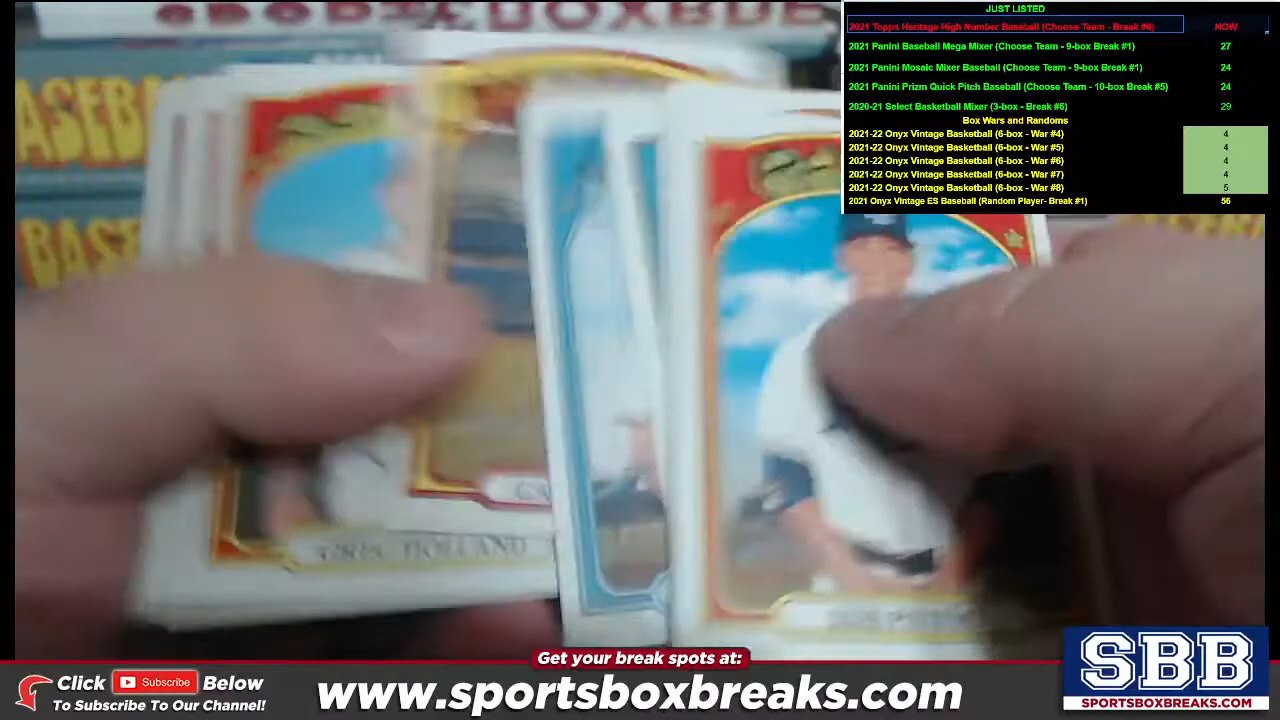 JUST LISTED
2021 Topps Heritage High Number Baseball (Choose Team - Break #6) NOW
2021 Panini Baseball Mega Mixer (Choose Team - 9-box Break #1) 27
2021 Panini Mosaic Mixer Baseball (Choose Team - 9-box Break #1) 24
2021 Panini Prizm Quick Pitch Baseball (Choose Team - 10-box Break #5) 24
2020-21 Select Basketball Mixer (3-box - Break #6) 29
Box Wars and Randoms
2021-22 Onyx Vintage Basketball (6-box - War #4) 4
2021-22 Onyx Vintage Basketball (6-box - War #5) 4
2021-22 Onyx Vintage Basketball (6-box - War #6) 4
2021-22 Onyx Vintage Basketball (6-box - War #7) 4
2021-22 Onyx Vintage Basketball (6-box - War #8) 5
2021 Onyx Vintage ES Baseball (Random Player- Break #1) 56
HOLLAND
Get your break spots at:
Click Subscribe Below
To Subscribe To Our Channel!
www.sportsboxbreaks.com
SBB
SPORTSBOXBREAKS.COM